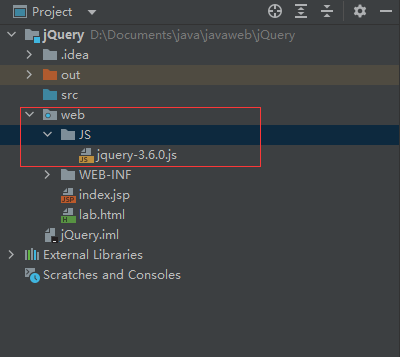 Project
jQuery D:\Documents\java\javaweb\jQuery
.idea
out
src
web
JS
jquery-3.6.0.js
WEB-INF
index.jsp
lab.html
jQuery.iml
External Libraries
Scratches and Consoles